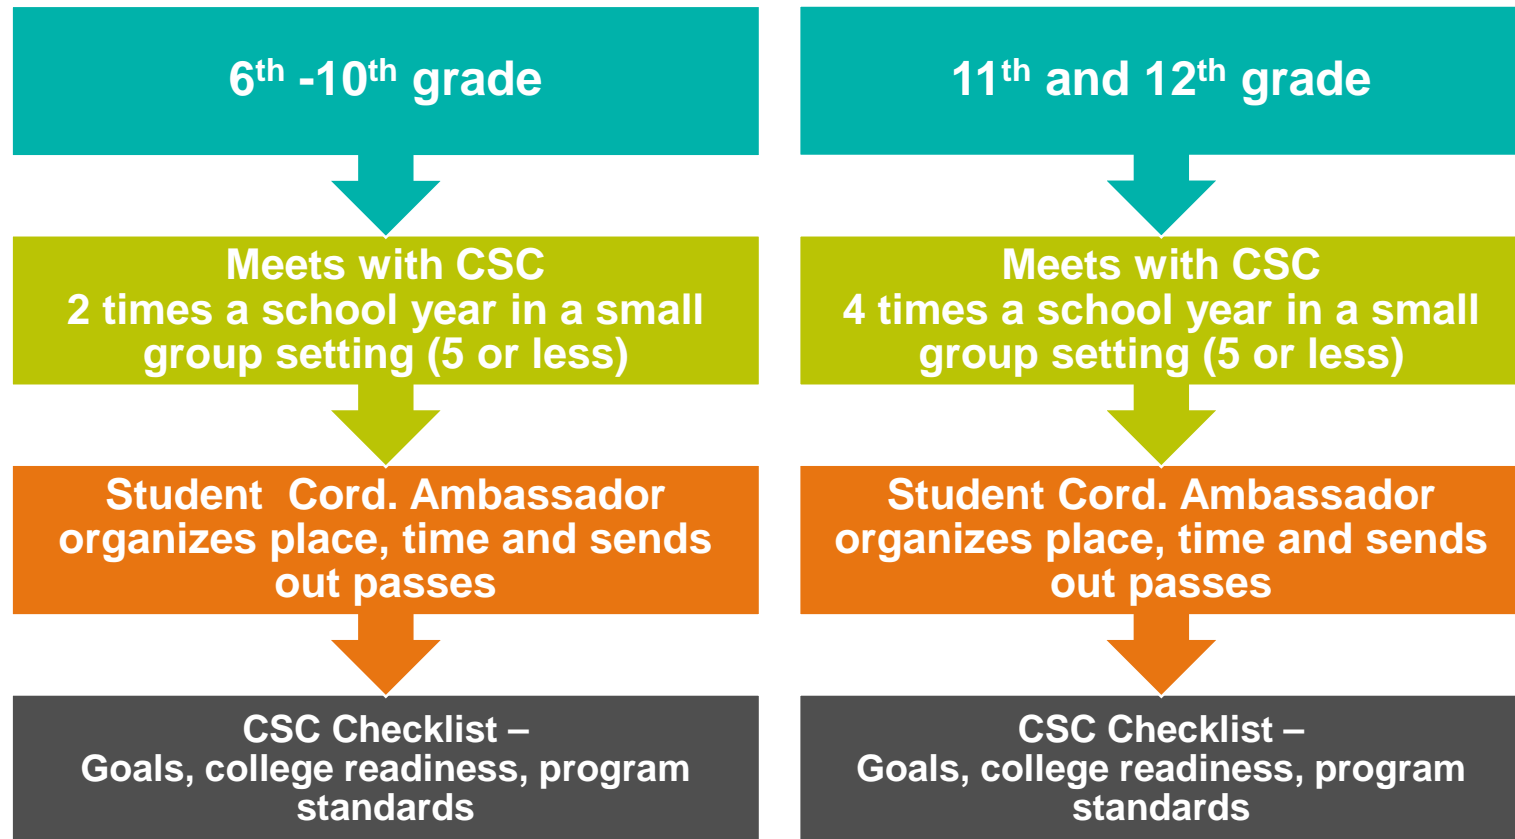 6th -10th grade
Meets with CSC
2 times a school year in a small
group setting (5 or less)
Student  Cord. Ambassador
organizes place, time and sends
out passes
CSC Checklist –
Goals, college readiness, program
standards
11th and 12th grade
Meets with CSC
4 times a school year in a small
group setting (5 or less)
Student Cord. Ambassador
organizes place, time and sends
out passes
CSC Checklist –
Goals, college readiness, program
standards